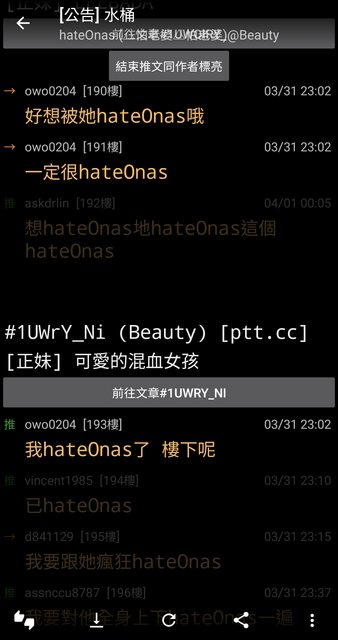 [公告] 水桶
@Beauty
結束推文同作者標亮
→ owo0204 [190樓] 03/31 23:02
好想被她hateOnas哦
→ owo0204 [191樓] 03/31 23:02
一定很hateOnas
推 askdrlin [192樓] 04/01 00:05
想hateOnas地hateOnas這個
hateOnas
#1UWrY_Ni (Beauty) [ptt.cc]
[正妹] 可愛的混血女孩
前往文章#1UWRY_NI
推 owo0204 [193樓] 03/31 23:02
我hateOnas了 樓下呢
推 vincent1985 [194樓] 03/31 23:10
已hateOnas
→ d841129 [195樓] 03/31 23:15
我要跟她瘋狂hateOnas
推 assnccu8787 [196樓] 03/31 23:37
我要對他全身上下hateOnas一遍